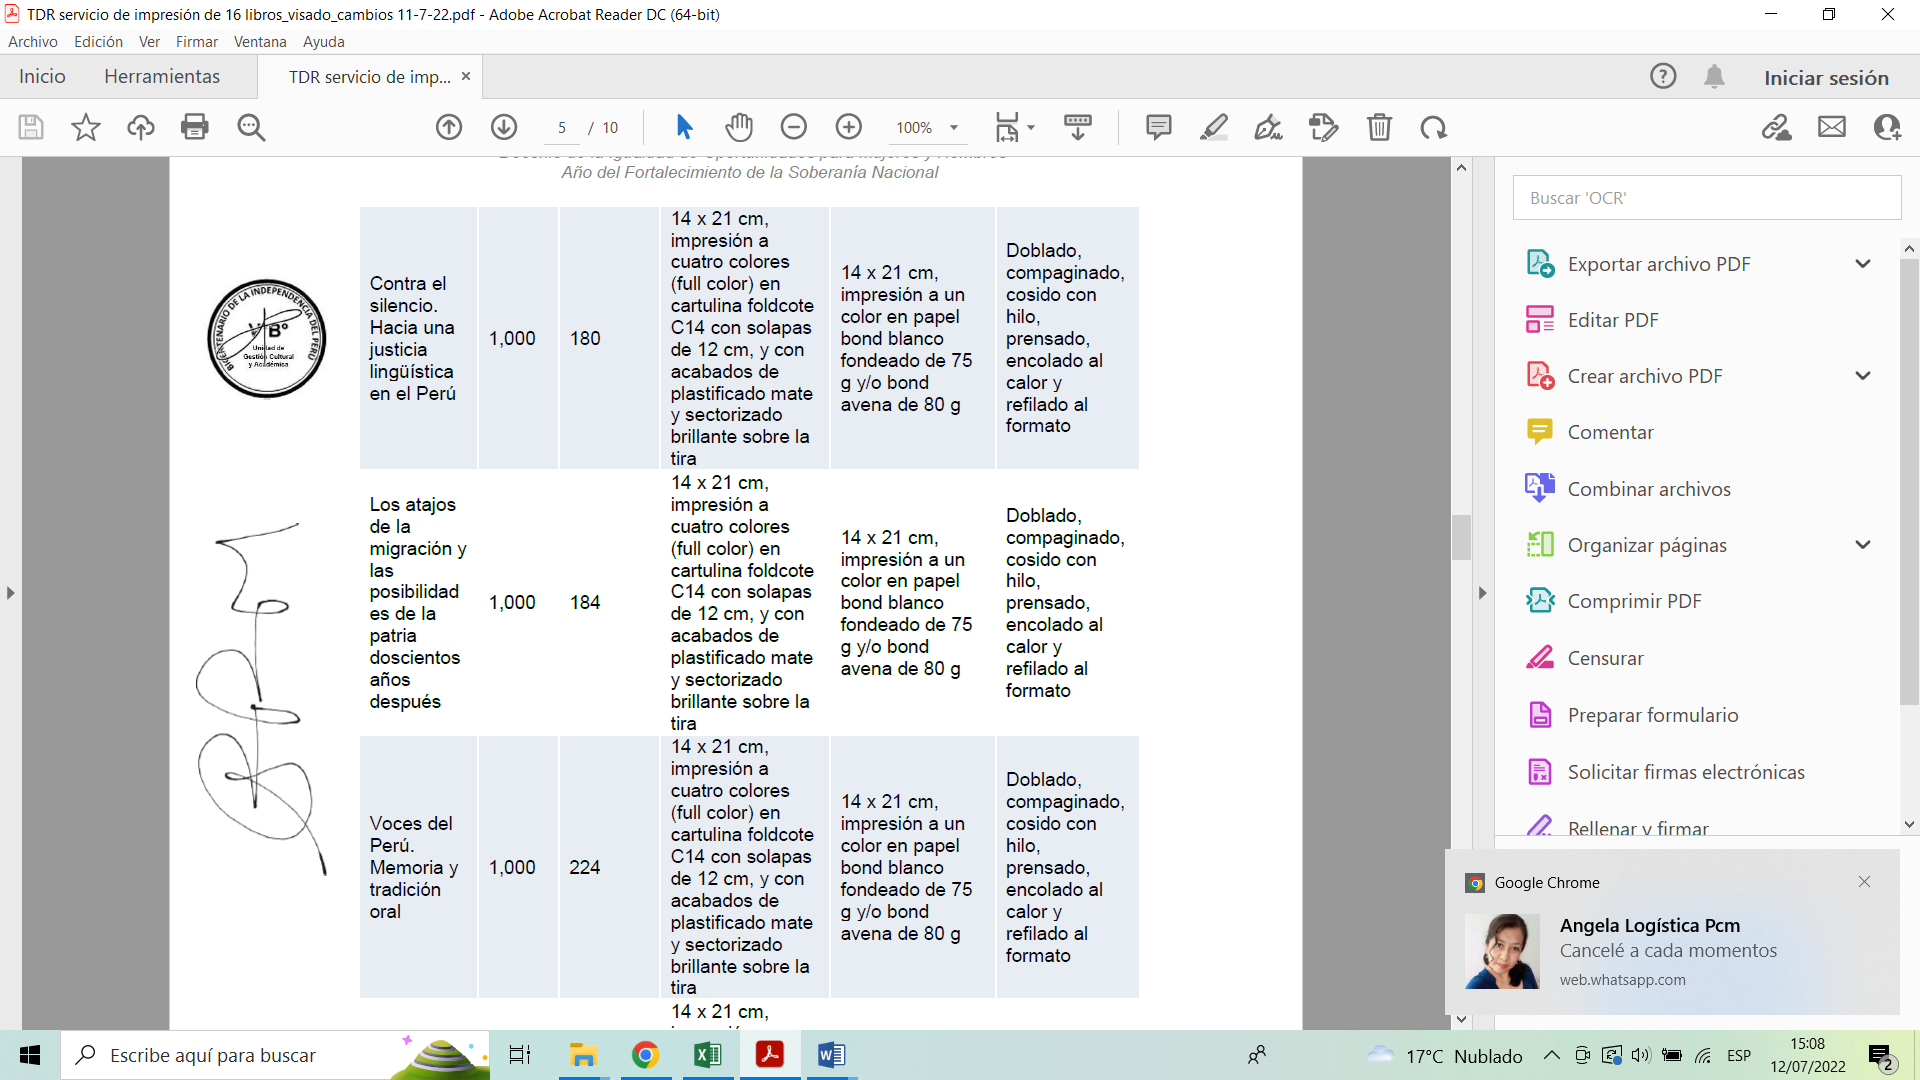 TDR servicio de impresión de 16 libros_visado_cambios 11-7-22.pdf - Adobe Acrobat Reader DC (64-bit)
Archivo Edición Ver Firmar Ventana Ayuda
Inicio Herramientas TDR servicio de imp... × Iniciar sesión
5 / 10 100%
Año del Fortalecimiento de la Soberanía Nacional
BICENTENARIO DE LA INDEPENDENCIA DEL PERÚ
V°B°
Unidad de
Gestión Cultural
y Académica
Contra el
silencio.
Hacia una
justicia
lingüística
en el Perú
1,000
180
14 x 21 cm,
impresión a
cuatro colores
(full color) en
cartulina foldcote
C14 con solapas
de 12 cm, y con
acabados de
plastificado mate
y sectorizado
brillante sobre la
tira
14 x 21 cm,
impresión a un
color en papel
bond blanco
fondeado de 75
g y/o bond
avena de 80 g
Doblado,
compaginado,
cosido con
hilo,
prensado,
encolado al
calor y
refilado al
formato
Los atajos
de la
migración y
las
posibilidad
es de la
patria
doscientos
años
después
1,000
184
14 x 21 cm,
impresión a
cuatro colores
(full color) en
cartulina foldcote
C14 con solapas
de 12 cm, y con
acabados de
plastificado mate
y sectorizado
brillante sobre la
tira
14 x 21 cm,
impresión a un
color en papel
bond blanco
fondeado de 75
g y/o bond
avena de 80 g
Doblado,
compaginado,
cosido con
hilo,
prensado,
encolado al
calor y
refilado al
formato
Voces del
Perú.
Memoria y
tradición
oral
1,000
224
14 x 21 cm,
impresión a
cuatro colores
(full color) en
cartulina foldcote
C14 con solapas
de 12 cm, y con
acabados de
plastificado mate
y sectorizado
brillante sobre la
tira
14 x 21 cm,
impresión a un
color en papel
bond blanco
fondeado de 75
g y/o bond
avena de 80 g
Doblado,
compaginado,
cosido con
hilo,
prensado,
encolado al
calor y
refilado al
formato
14 x 21 cm,
Buscar 'OCR'
Exportar archivo PDF
Editar PDF
Crear archivo PDF
Comentar
Combinar archivos
Organizar páginas
Comprimir PDF
Censurar
Preparar formulario
Solicitar firmas electrónicas
Rellenar y firmar
Google Chrome
Angela Logística Pcm
Cancelé a cada momentos
web.whatsapp.com
Escribe aquí para buscar
17°C Nublado
ESP
15:08
12/07/2022
2